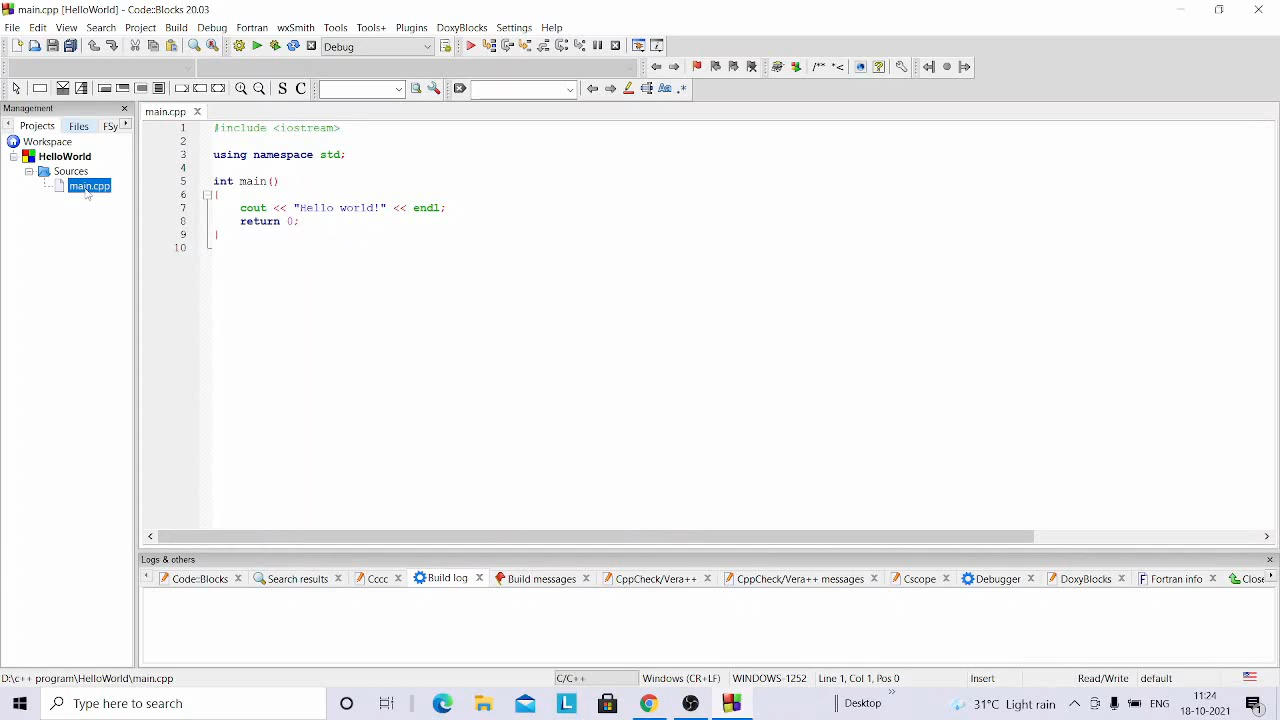 main.cpp [HelloWorld] - Code::Blocks 20.03
File Edit View Search Project Build Debug Fortran wxSmith Tools Tools+ Plugins DoxyBlocks Settings Help
Debug
S C
/** *<
Aa .*
Management
Projects Files FSy
main.cpp
Workspace
HelloWorld
Sources
main.cpp
1 #include <iostream>
2
3 using namespace std;
4
5 int main()
6 {
7 cout << "Hello world!" << endl;
8 return 0;
9 }
10
Logs & others
Code::Blocks Search results Cccc Build log Build messages CppCheck/Vera++ CppCheck/Vera++ messages Cscope Debugger DoxyBlocks Fortran info Close
D:\c++ program\HelloWorld\main.cpp C/C++ Windows (CR+LF) WINDOWS-1252 Line 1, Col 1, Pos 0 Insert Read/Write default
Type here to search
Desktop
31°C Light rain
ENG
11:24
18-10-2021